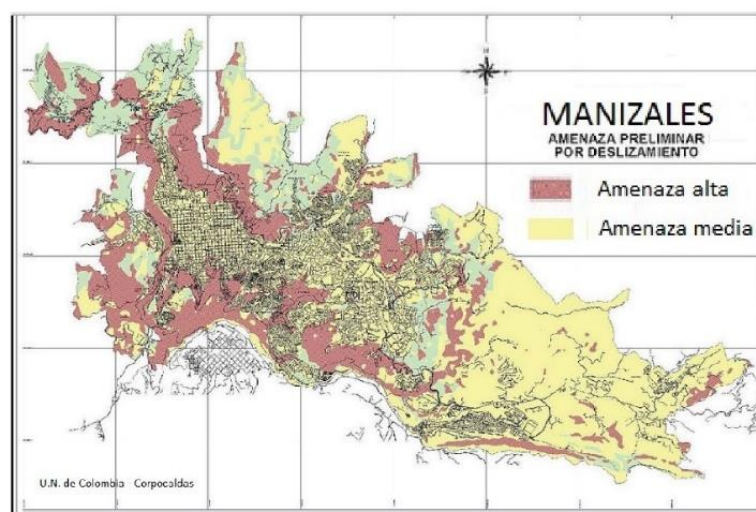 MANIZALES
AMENAZA PRELIMINAR
POR DESLIZAMIENTO
Amenaza alta
Amenaza media
U.N. de Colombia Corpocaldas